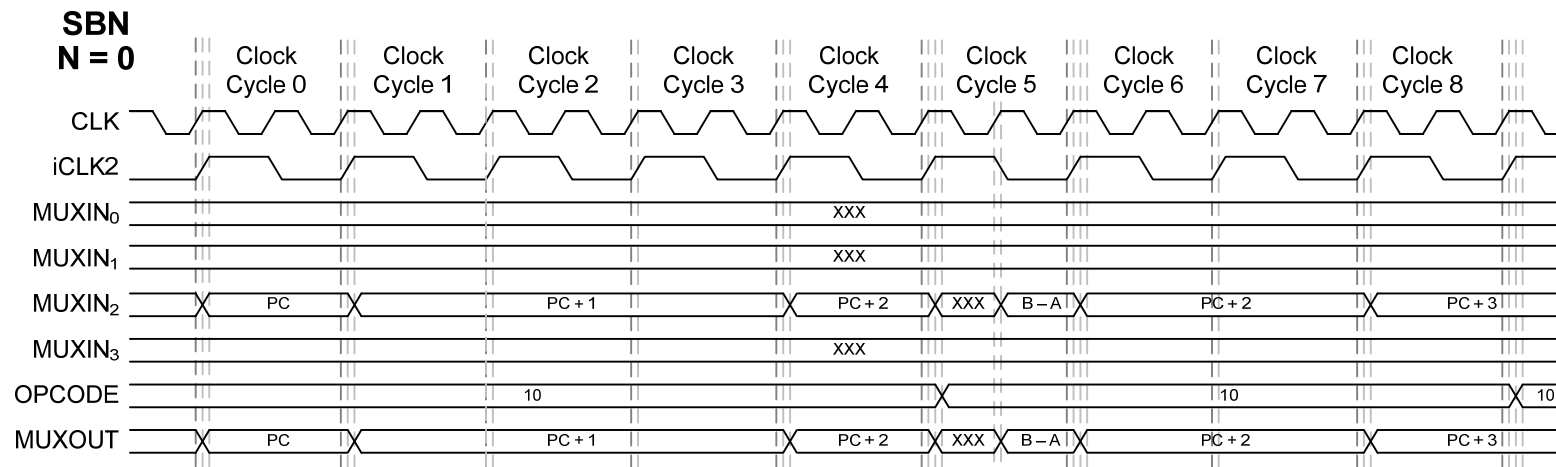 SBN
N = 0
Clock Cycle 0
Clock Cycle 1
Clock Cycle 2
Clock Cycle 3
Clock Cycle 4
Clock Cycle 5
Clock Cycle 6
Clock Cycle 7
Clock Cycle 8
CLK
iCLK2
MUXIN₀ XXX
MUXIN₁ XXX
MUXIN₂ PC PC + 1 PC + 2 XXX B – A PC + 2 PC + 3
MUXIN₃ XXX
OPCODE 10 10 10
MUXOUT PC PC + 1 PC + 2 XXX B – A PC + 2 PC + 3